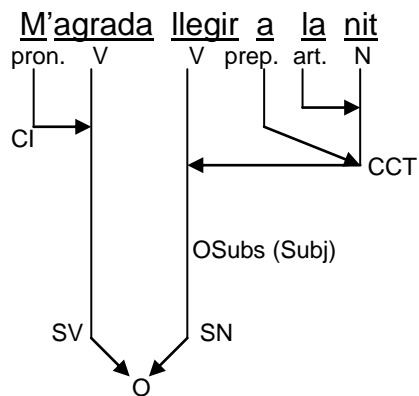 M'agrada llegir a la nit
pron. V V prep. art. N
CI
CCT
OSubs (Subj)
SV SN
O